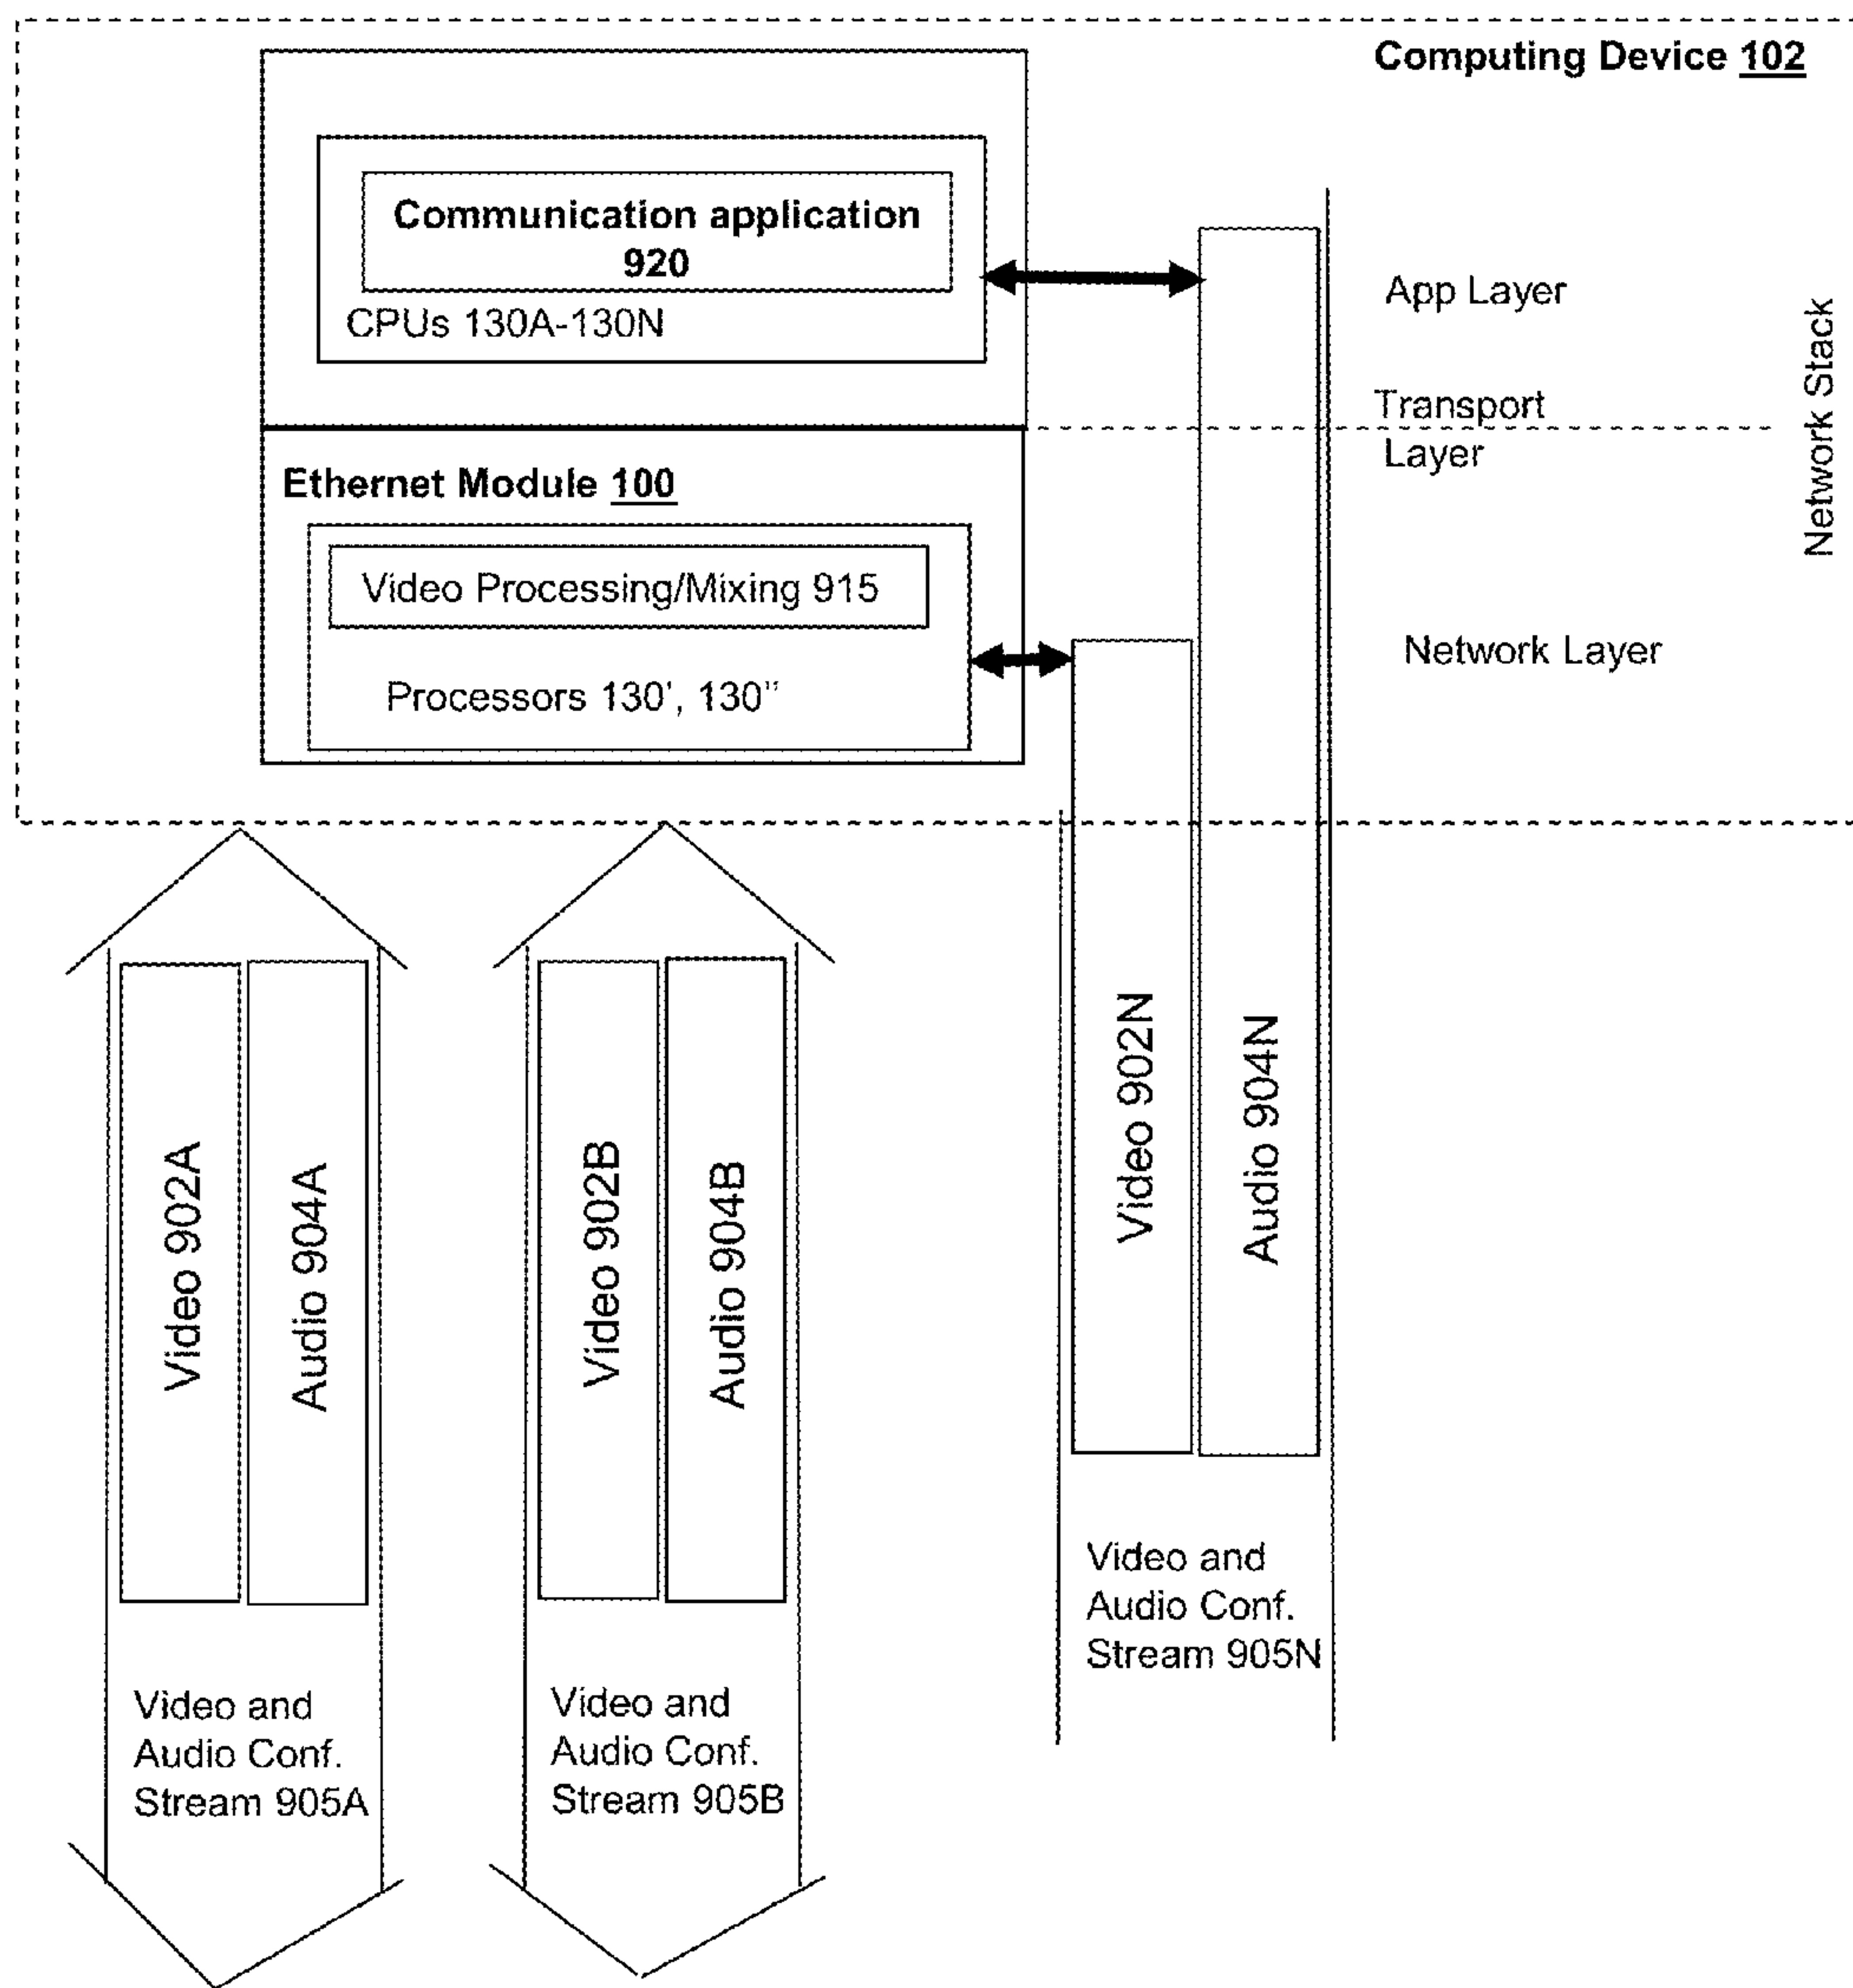 Computing Device 102
Communication application
920
CPUs 130A-130N
App Layer
Transport
Layer
Network Stack
Ethernet Module 100
Video Processing/Mixing 915
Processors 130', 130"
Network Layer
Video 902A
Audio 904A
Video 902B
Audio 904B
Video 902N
Audio 904N
Video and
Audio Conf.
Stream 905A
Video and
Audio Conf.
Stream 905B
Video and
Audio Conf.
Stream 905N